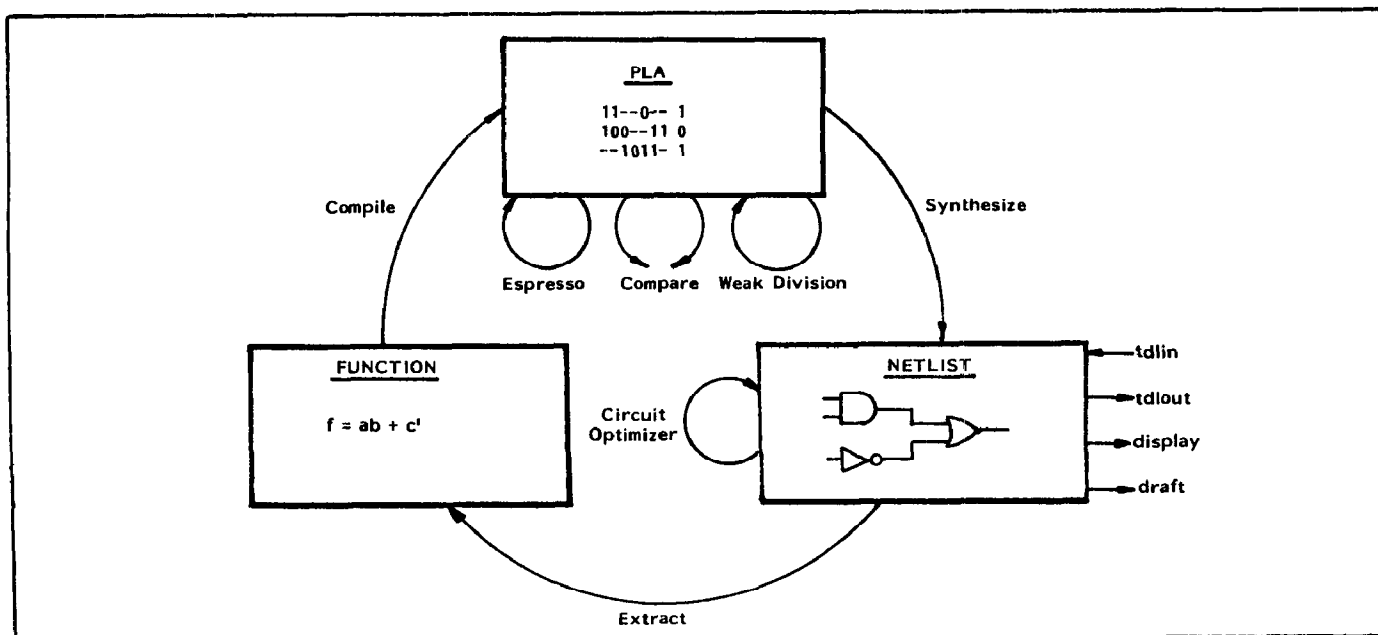 PLA
11--0-- 1
100--11 0
--1011- 1
Compile
Synthesize
Espresso
Compare
Weak Division
FUNCTION
f = ab + c'
NETLIST
Circuit
Optimizer
tdlin
tdlout
display
draft
Extract